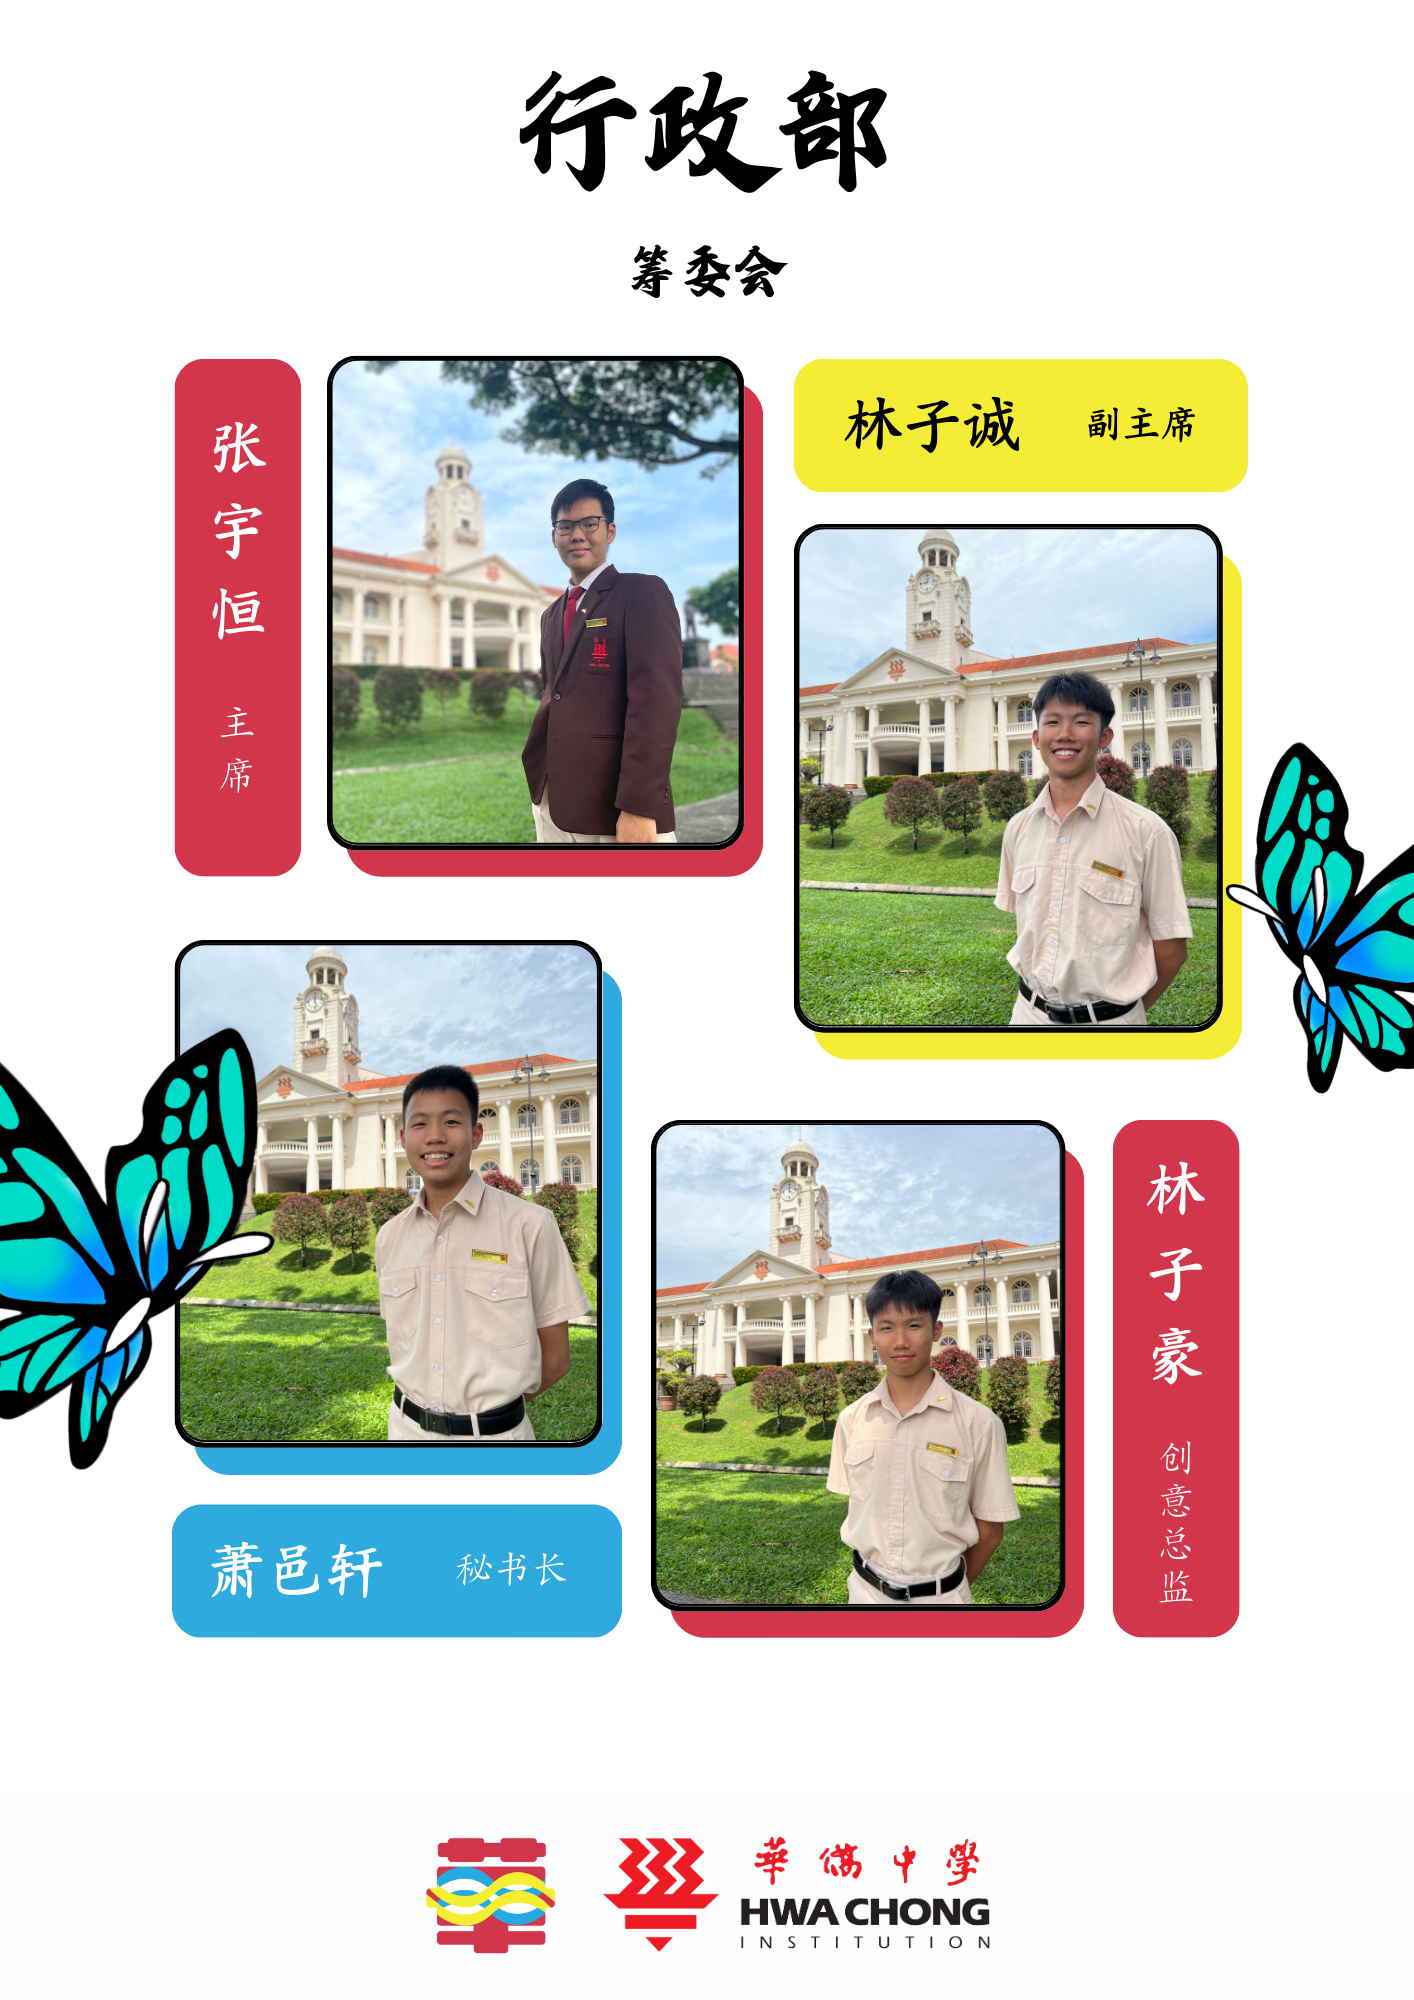 行政部
筹委会
张宇恒
主席
林子诚 副主席
萧邑轩 秘书长
林子豪
创意总监
華僑中學
HWA CHONG
INSTITUTION